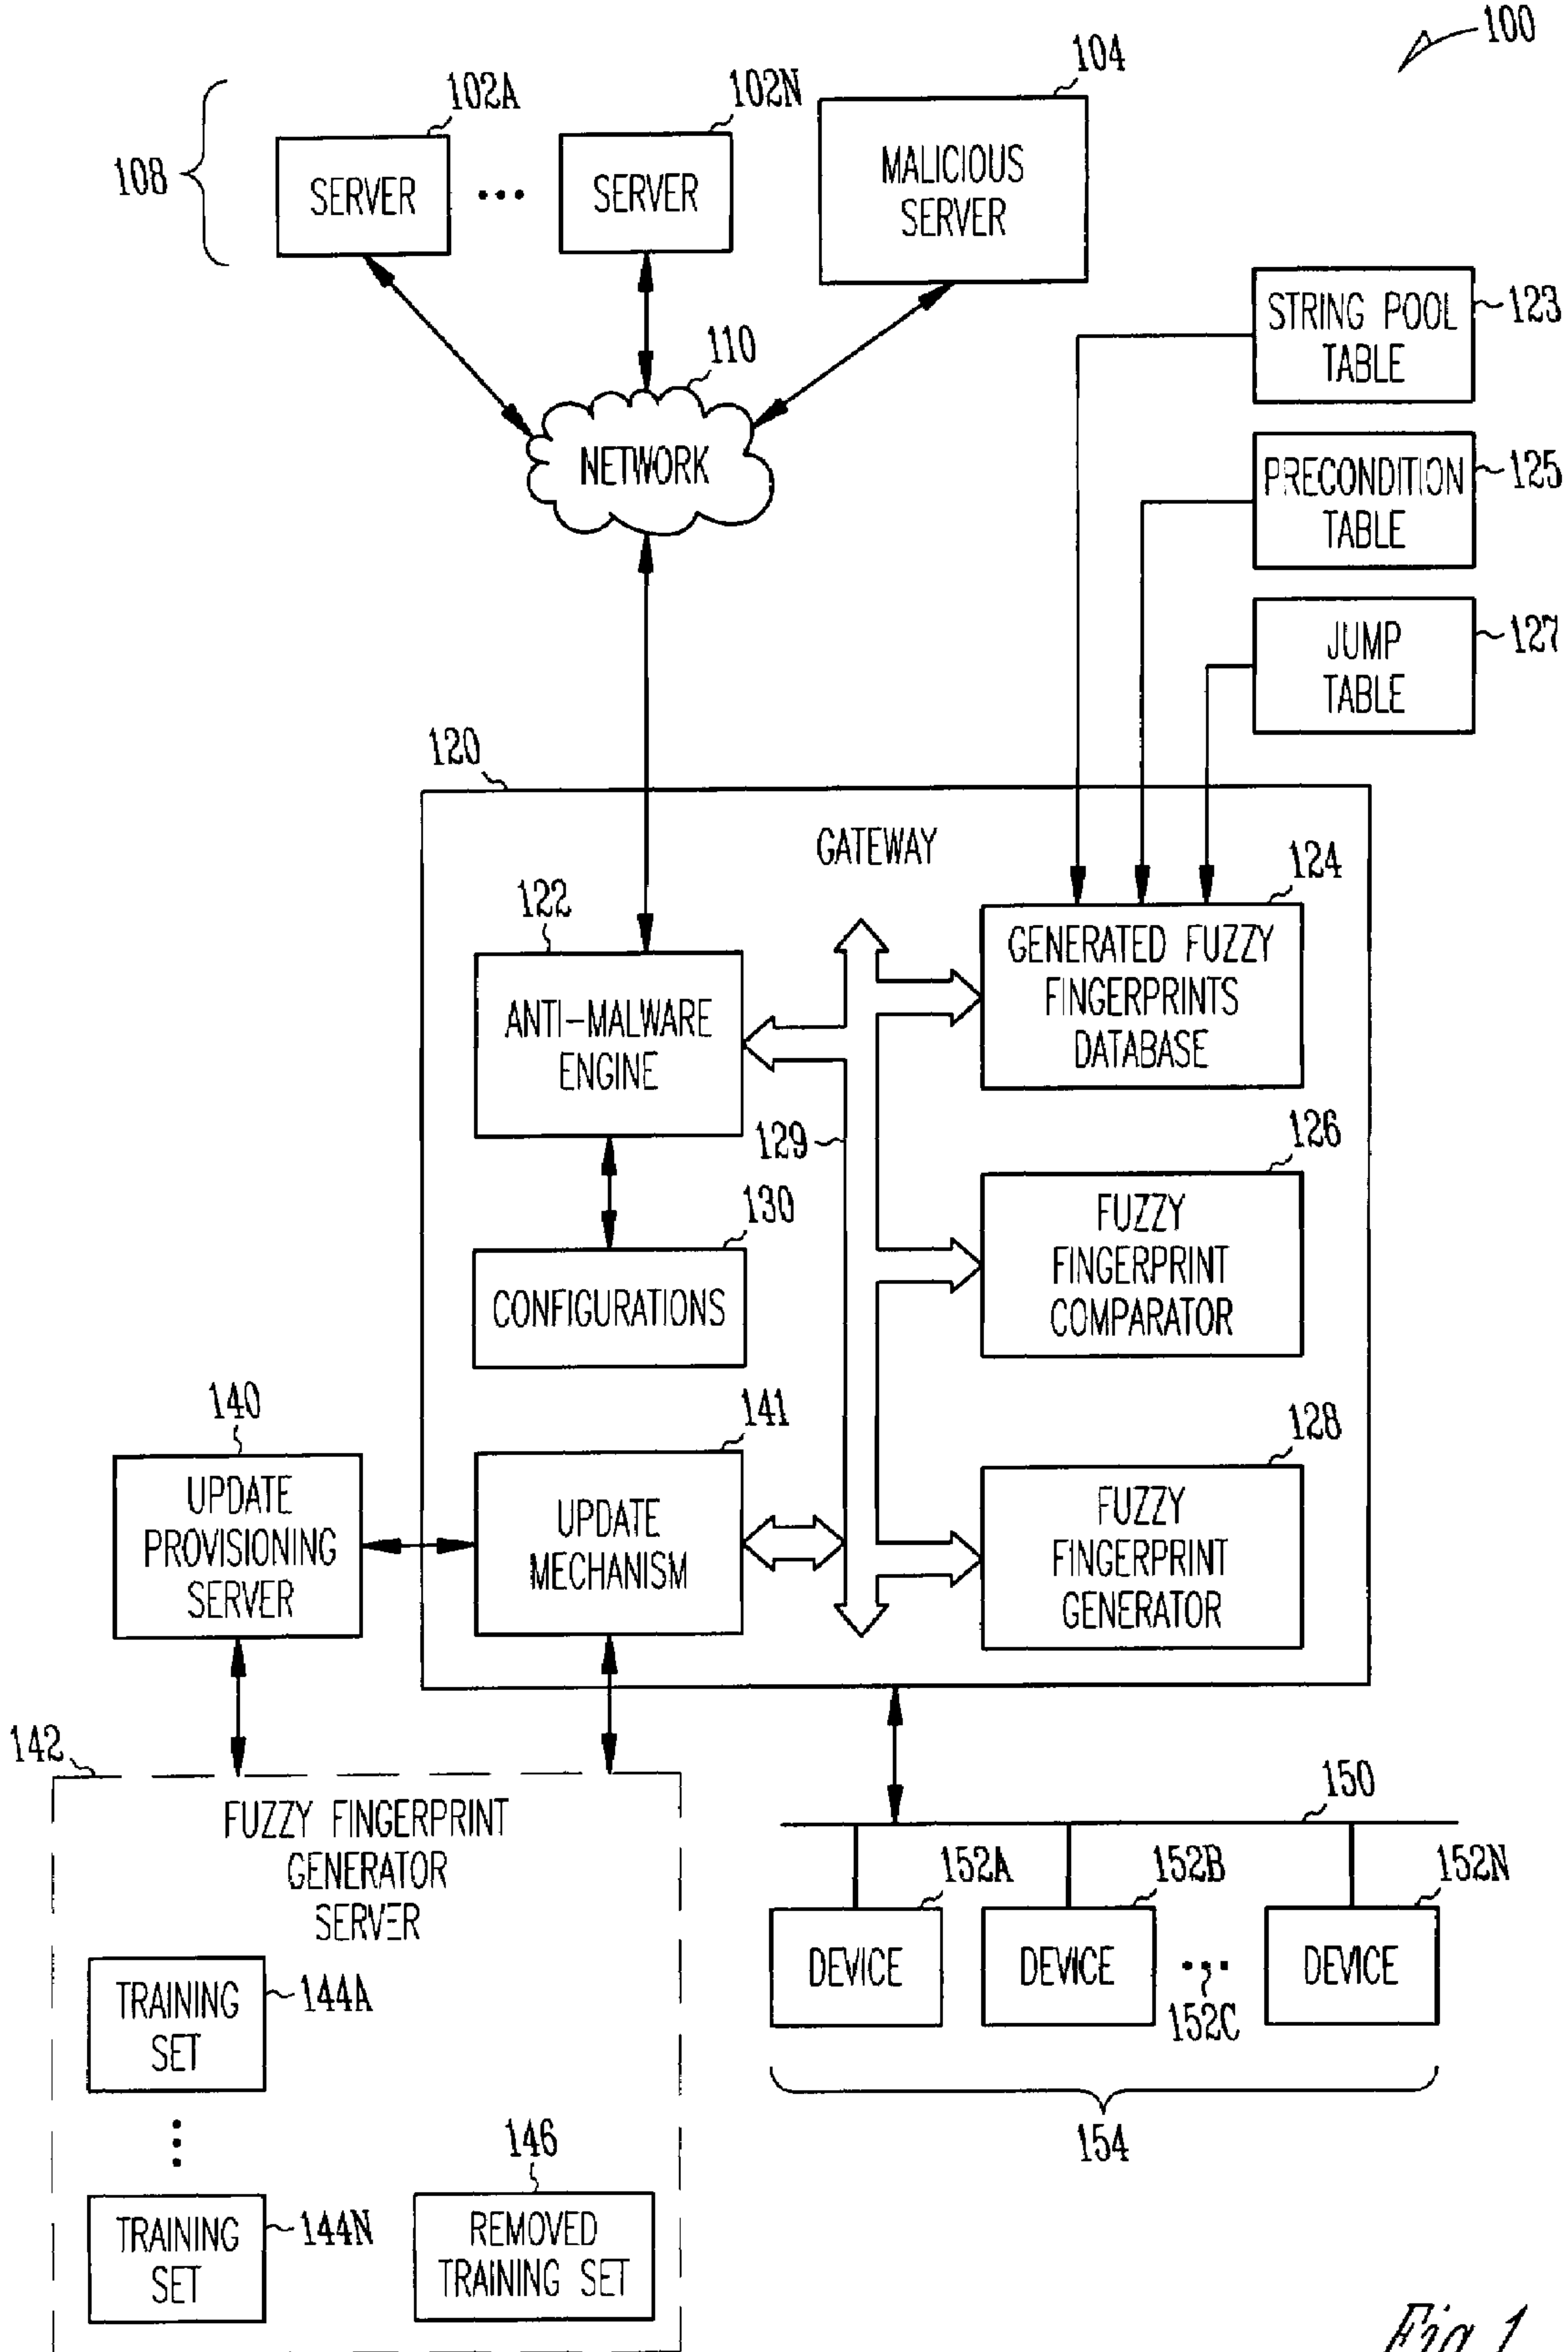 100
104
102A
102N
108
SERVER
...
SERVER
MALICIOUS
SERVER
STRING POOL
TABLE
123
110
NETWORK
PRECONDITION
TABLE
125
JUMP
TABLE
127
120
GATEWAY
124
122
GENERATED FUZZY
FINGERPRINTS
DATABASE
ANTI-MALWARE
ENGINE
129
126
130
FUZZY
FINGERPRINT
COMPARATOR
CONFIGURATIONS
140
141
128
UPDATE
PROVISIONING
SERVER
UPDATE
MECHANISM
FUZZY
FINGERPRINT
GENERATOR
142
FUZZY FINGERPRINT
GENERATOR
SERVER
150
152A
152B
152N
DEVICE
DEVICE
...
DEVICE
152C
TRAINING
SET
144A
154
146
TRAINING
SET
144N
REMOVED
TRAINING SET
Fig.1